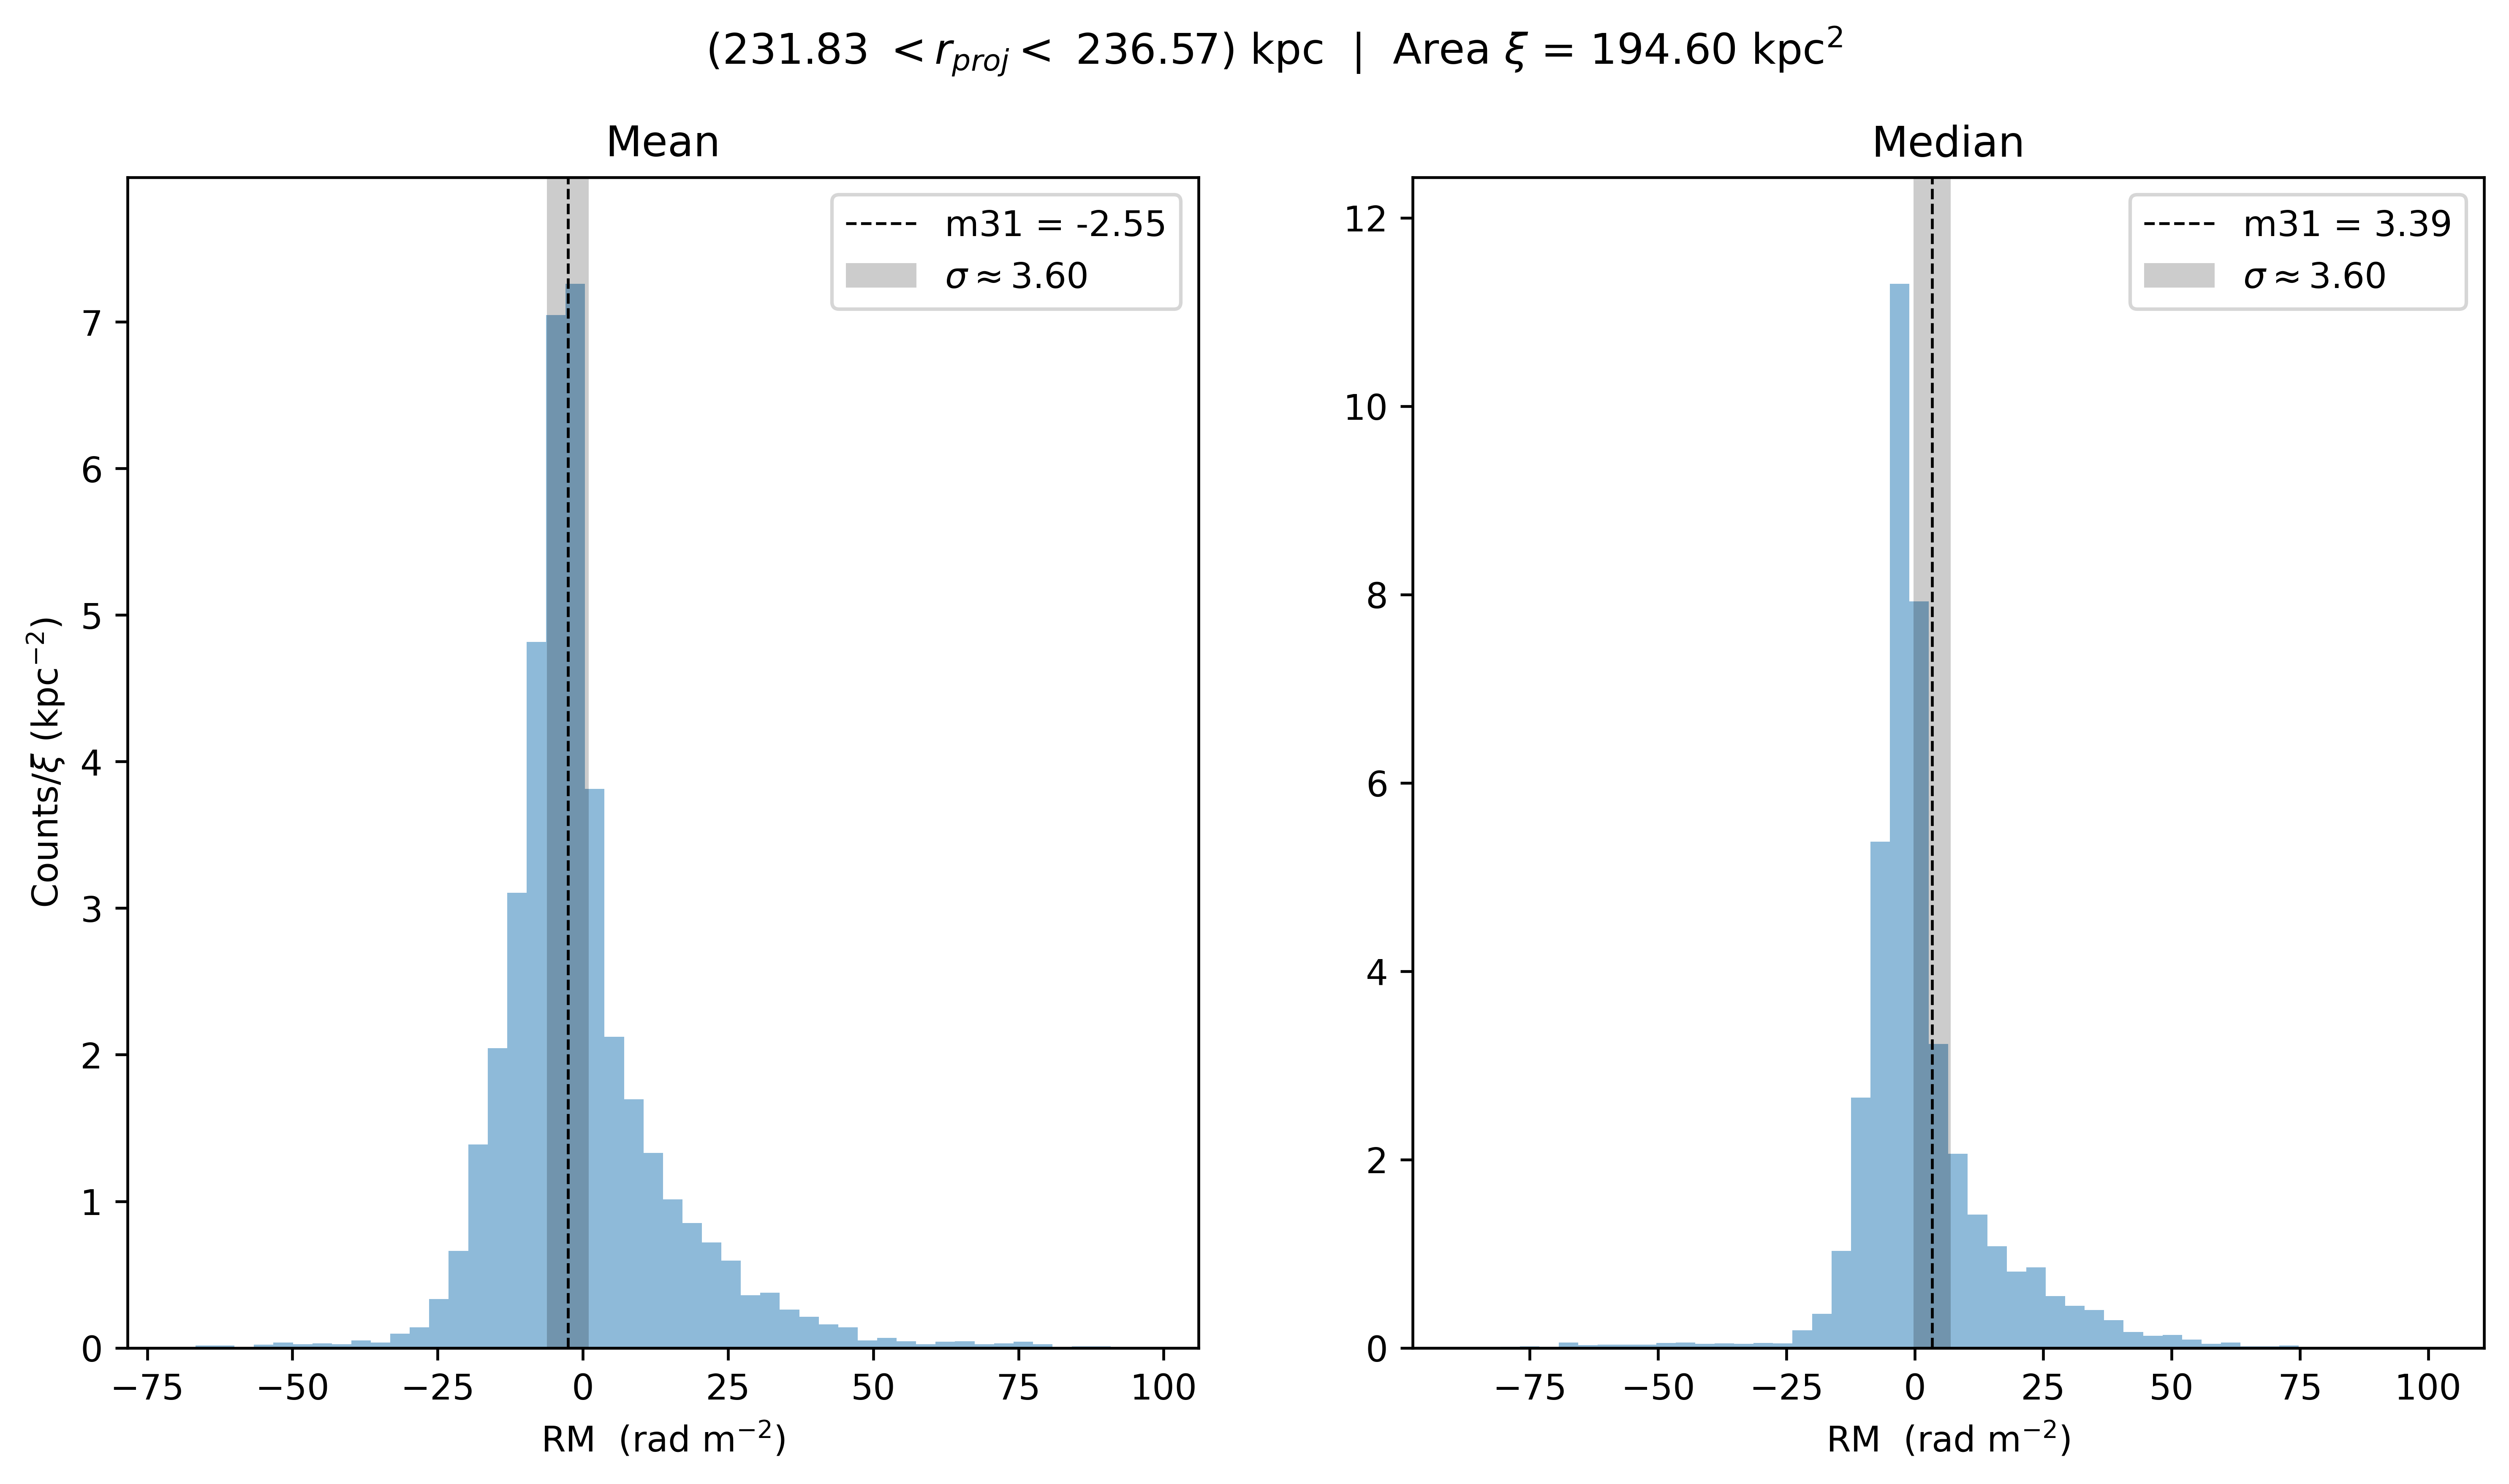 (231.83 < r_proj < 236.57) kpc | Area ξ = 194.60 kpc²
Mean
m31 = -2.55
σ ≈ 3.60
7
6
5
4
3
2
1
0
Counts/ξ (kpc⁻²)
−75 −50 −25 0 25 50 75 100
RM (rad m⁻²)
Median
m31 = 3.39
σ ≈ 3.60
12
10
8
6
4
2
0
−75 −50 −25 0 25 50 75 100
RM (rad m⁻²)